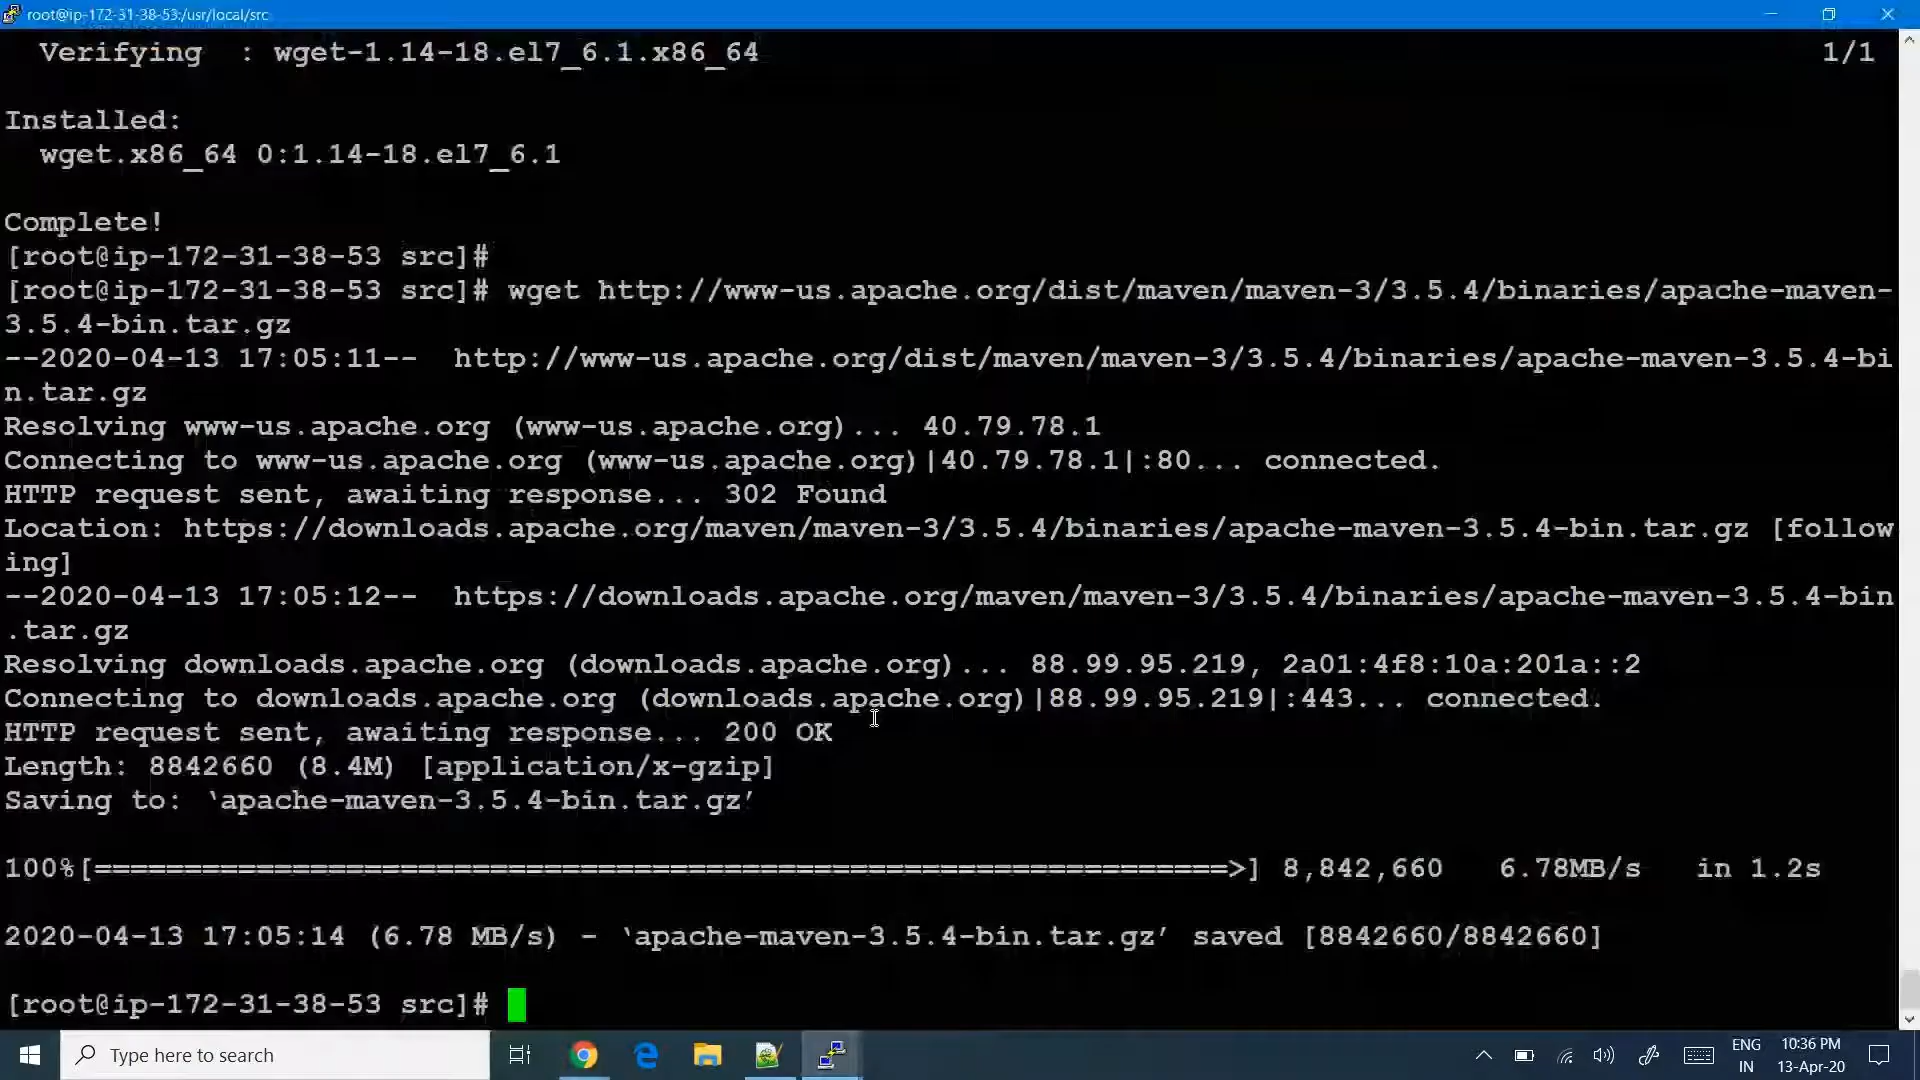 root@ip-172-31-38-53:/usr/local/src
Verifying  : wget-1.14-18.el7_6.1.x86_64 1/1
Installed:
wget.x86_64 0:1.14-18.el7_6.1
Complete!
[root@ip-172-31-38-53 src]#
[root@ip-172-31-38-53 src]# wget http://www-us.apache.org/dist/maven/maven-3/3.5.4/binaries/apache-maven-
3.5.4-bin.tar.gz
--2020-04-13 17:05:11--  http://www-us.apache.org/dist/maven/maven-3/3.5.4/binaries/apache-maven-3.5.4-bi
n.tar.gz
Resolving www-us.apache.org (www-us.apache.org)... 40.79.78.1
Connecting to www-us.apache.org (www-us.apache.org)|40.79.78.1|:80... connected.
HTTP request sent, awaiting response... 302 Found
Location: https://downloads.apache.org/maven/maven-3/3.5.4/binaries/apache-maven-3.5.4-bin.tar.gz [follow
ing]
--2020-04-13 17:05:12--  https://downloads.apache.org/maven/maven-3/3.5.4/binaries/apache-maven-3.5.4-bin
.tar.gz
Resolving downloads.apache.org (downloads.apache.org)... 88.99.95.219, 2a01:4f8:10a:201a::2
Connecting to downloads.apache.org (downloads.apache.org)|88.99.95.219|:443... connected.
HTTP request sent, awaiting response... 200 OK
Length: 8842660 (8.4M) [application/x-gzip]
Saving to: ‘apache-maven-3.5.4-bin.tar.gz’
100%[===============================================================>] 8,842,660   6.78MB/s   in 1.2s
2020-04-13 17:05:14 (6.78 MB/s) - ‘apache-maven-3.5.4-bin.tar.gz’ saved [8842660/8842660]
[root@ip-172-31-38-53 src]#
Type here to search
ENG 10:36 PM
IN 13-Apr-20